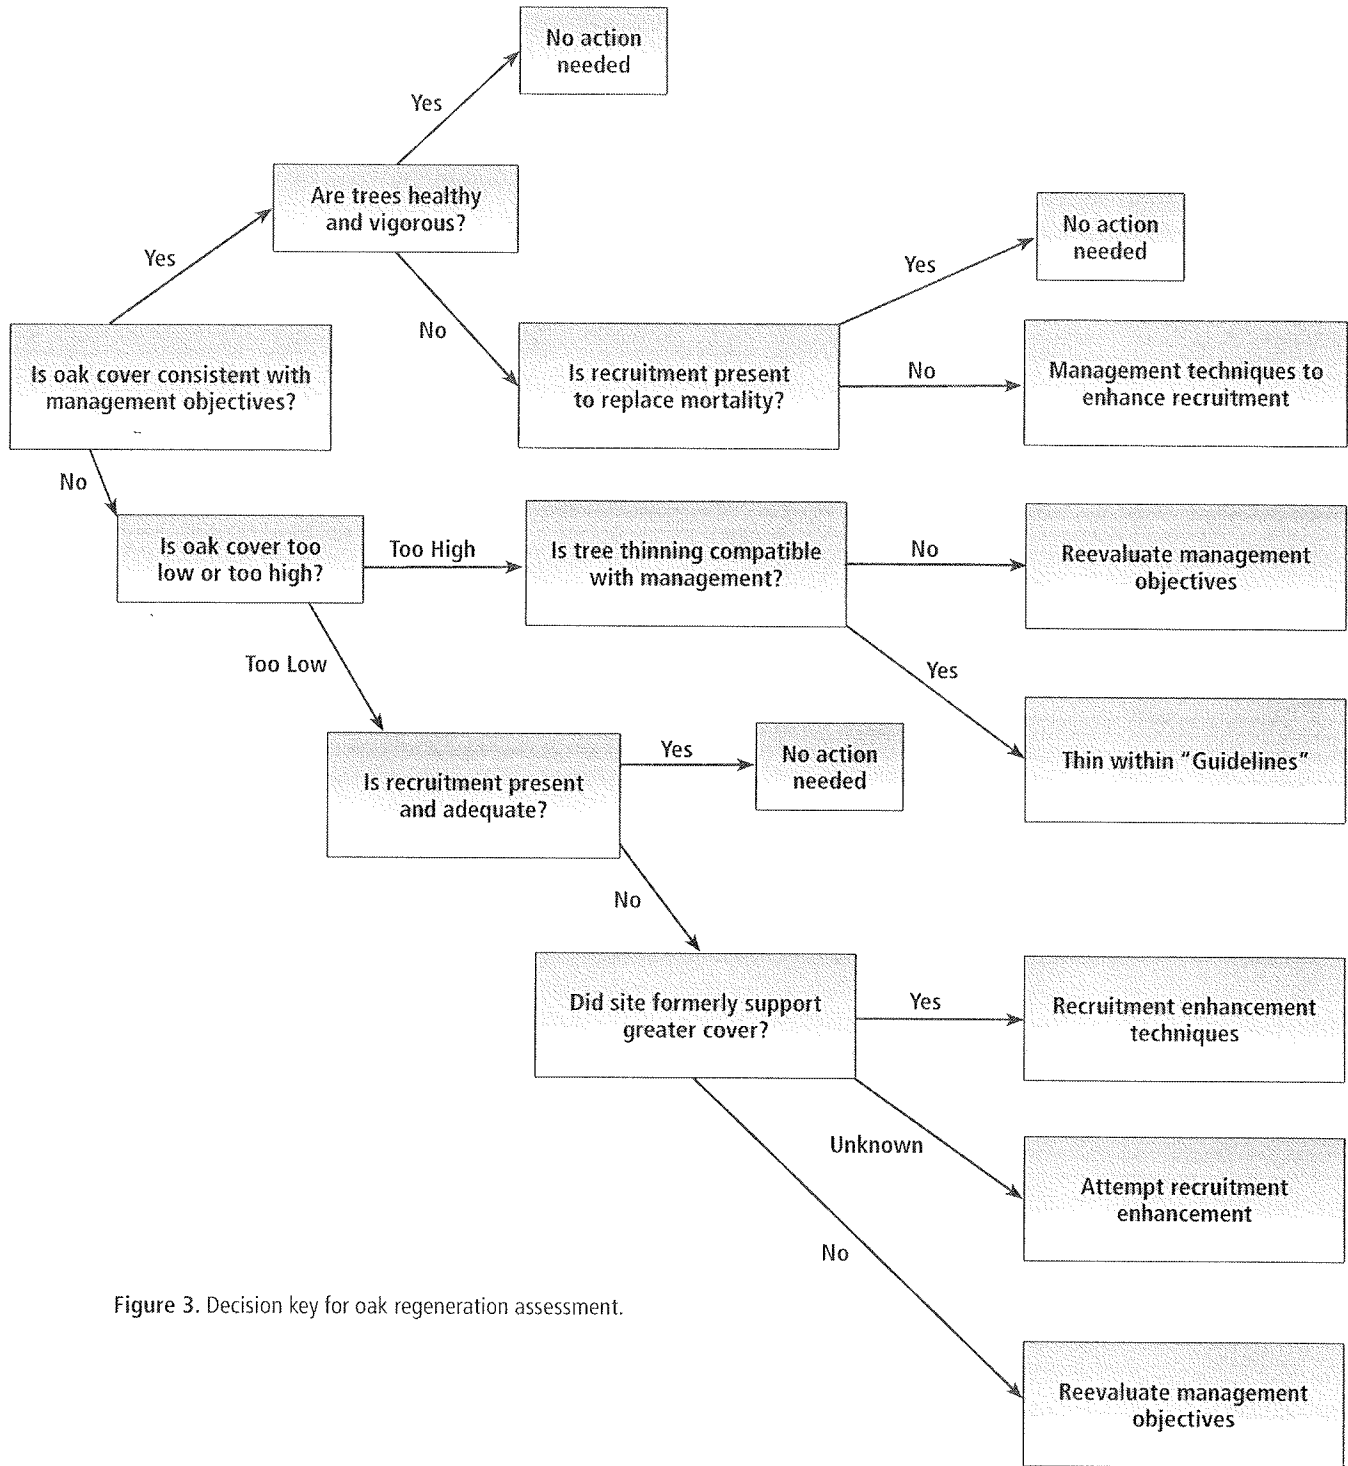 No action
needed
Yes
Are trees healthy
and vigorous?
No action
needed
Yes
Yes
No
Is oak cover consistent with
management objectives?
Is recruitment present
to replace mortality?
No
Management techniques to
enhance recruitment
No
Is oak cover too
low or too high?
Too High
Is tree thinning compatible
with management?
No
Reevaluate management
objectives
Too Low
Yes
Is recruitment present
and adequate?
Yes
No action
needed
Thin within "Guidelines"
No
Did site formerly support
greater cover?
Yes
Recruitment enhancement
techniques
Unknown
Attempt recruitment
enhancement
No
Figure 3. Decision key for oak regeneration assessment.
Reevaluate management
objectives